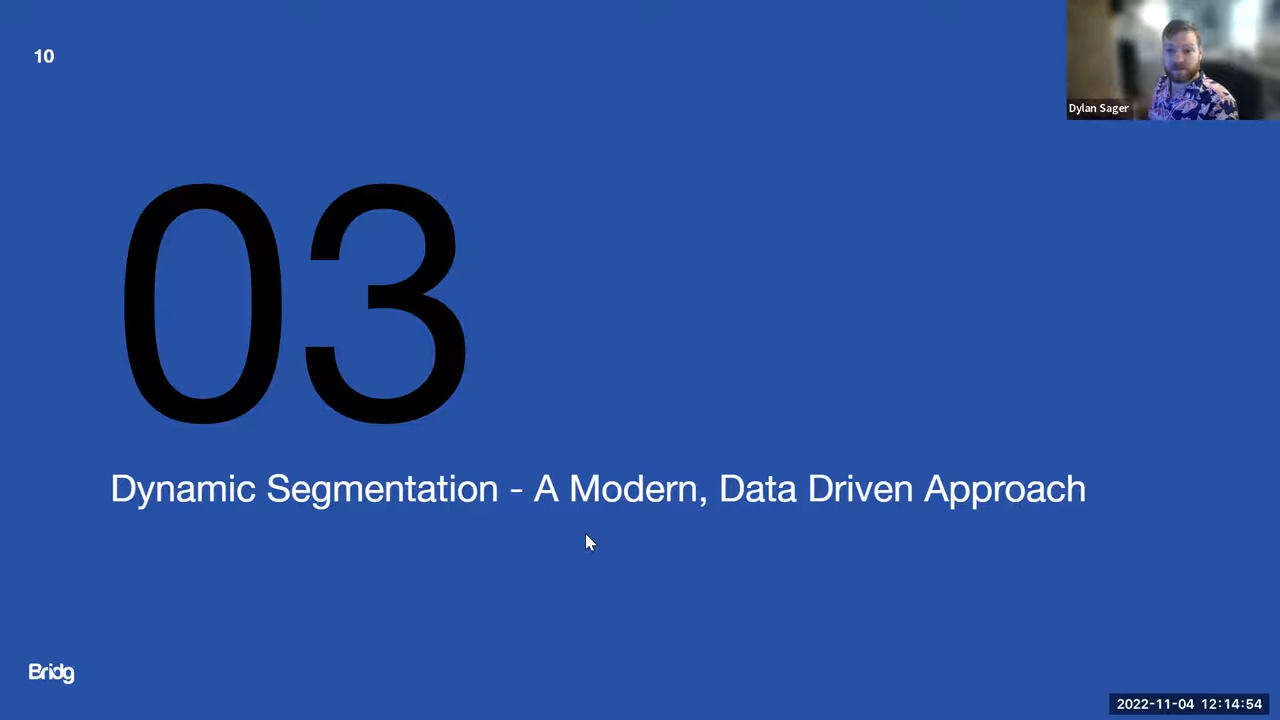 10
Dylan Sager
03
Dynamic Segmentation - A Modern, Data Driven Approach
Bridg
2022-11-04 12:14:54